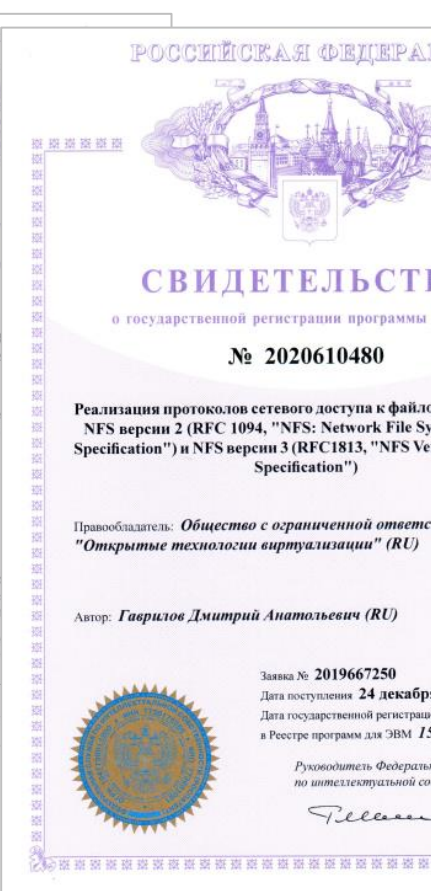 РОССИЙСКАЯ ФЕДЕРА
СВИДЕТЕЛЬСТ
о государственной регистрации программы
№ 2020610480
Реализация протоколов сетевого доступа к файло
NFS версии 2 (RFC 1094, "NFS: Network File Sy
Specification") и NFS версии 3 (RFC1813, "NFS Ve
Specification")
Правообладатель: Общество с ограниченной ответс
"Открытые технологии виртуализации" (RU)
Автор: Гаврилов Дмитрий Анатольевич (RU)
Заявка № 2019667250
Дата поступления 24 декабря
Дата государственной регистраци
в Реестре программ для ЭВМ 15
Руководитель Федераль
по интеллектуальной со